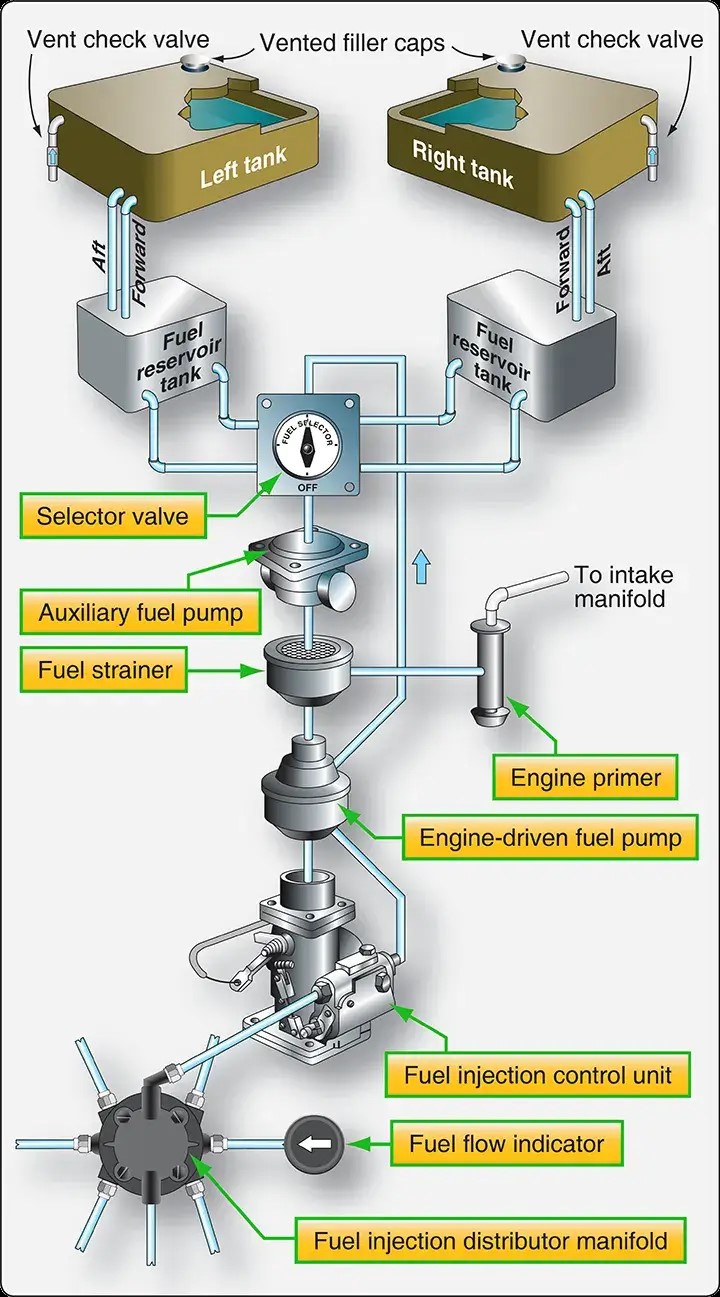 Vent check valve
Vented filler caps
Vent check valve
Left tank
Right tank
Aft
Forward
Forward
Aft
Fuel
reservoir
tank
Fuel
reservoir
tank
FUEL SELECTOR
OFF
Selector valve
Auxiliary fuel pump
To intake
manifold
Fuel strainer
Engine primer
Engine-driven fuel pump
Fuel injection control unit
Fuel flow indicator
Fuel injection distributor manifold